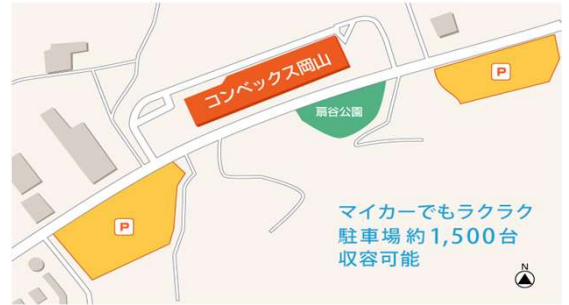 コンベックス岡山
P
扇谷公園
P
マイカーでもラクラク
駐車場 約1,500台
収容可能
N